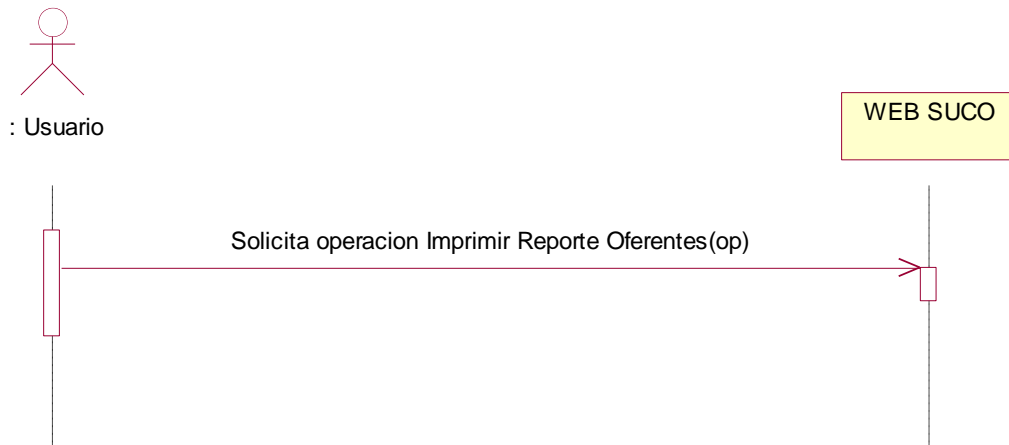 : Usuario
WEB SUCO
Solicita operacion Imprimir Reporte Oferentes(op)